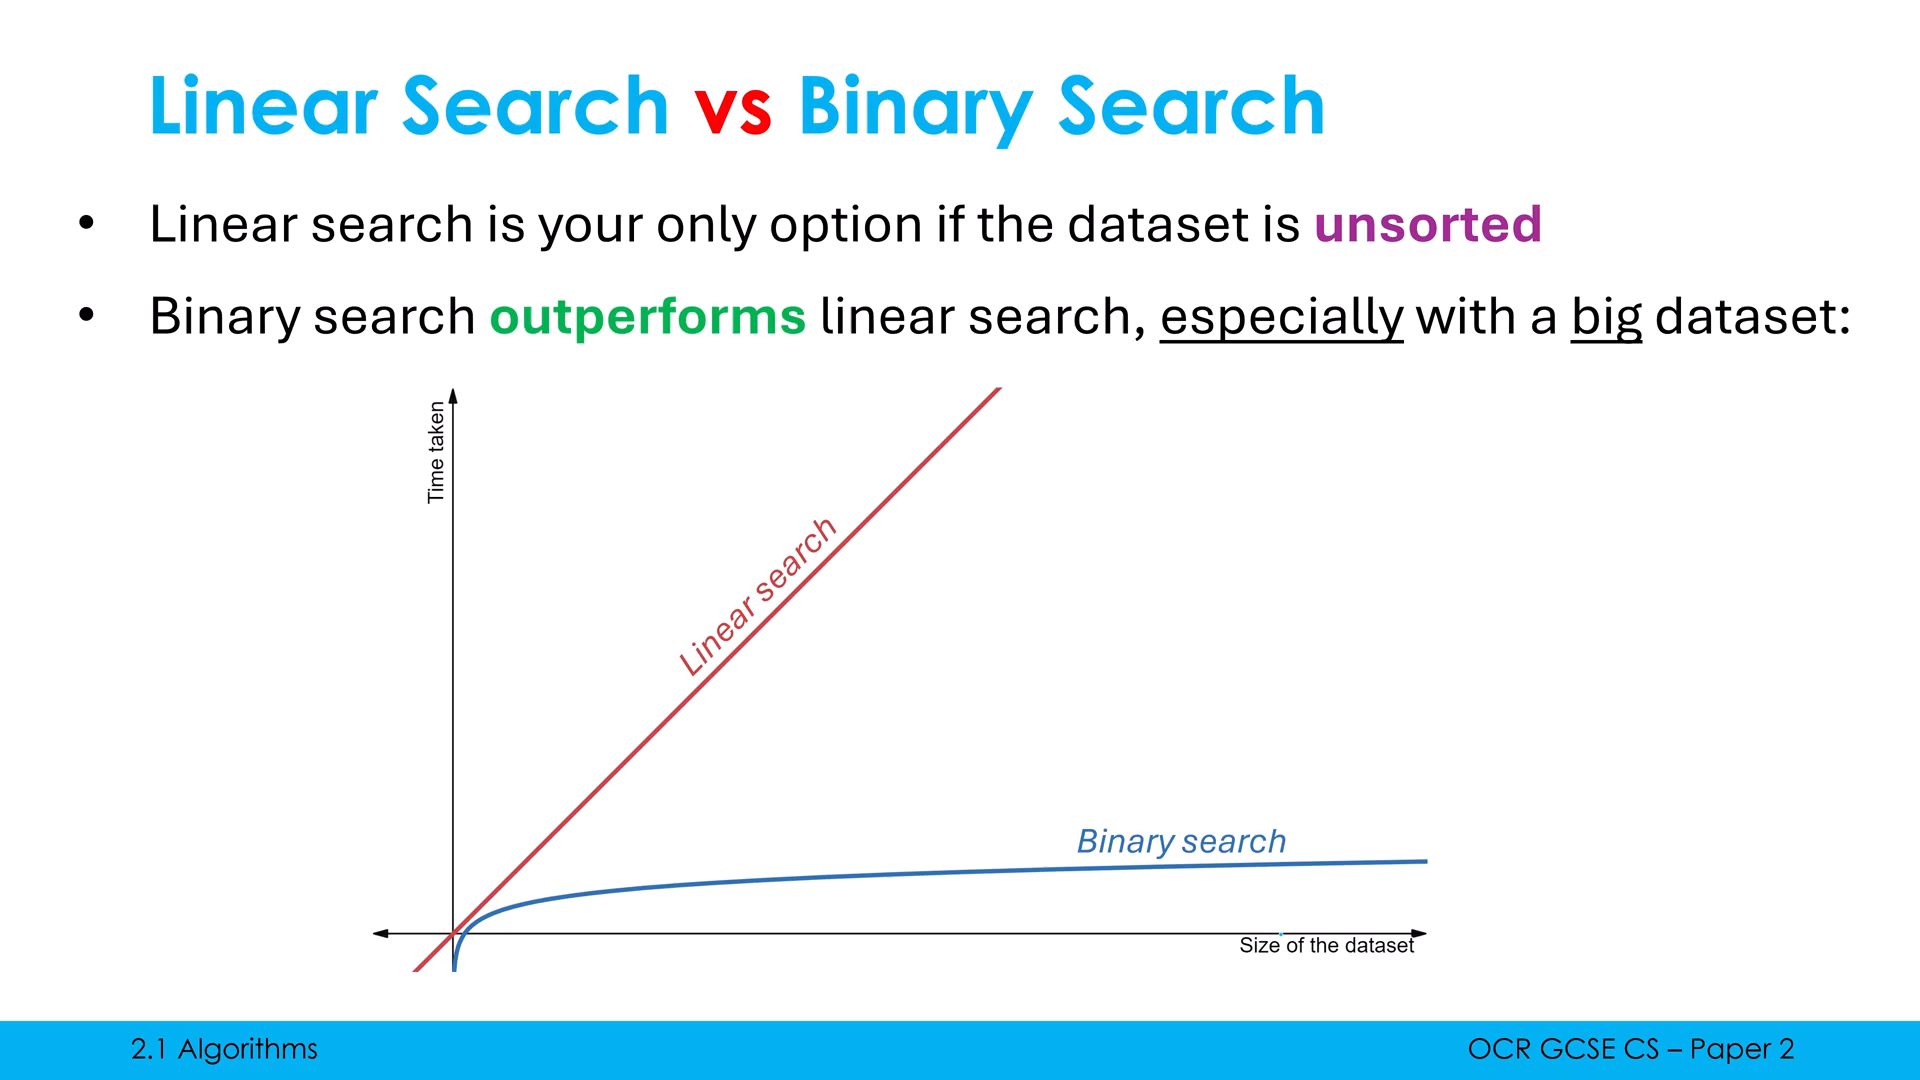 Linear Search vs Binary Search
• Linear search is your only option if the dataset is unsorted
• Binary search outperforms linear search, especially with a big dataset:
Time taken
Linear search
Binary search
Size of the dataset
2.1 Algorithms
OCR GCSE CS – Paper 2